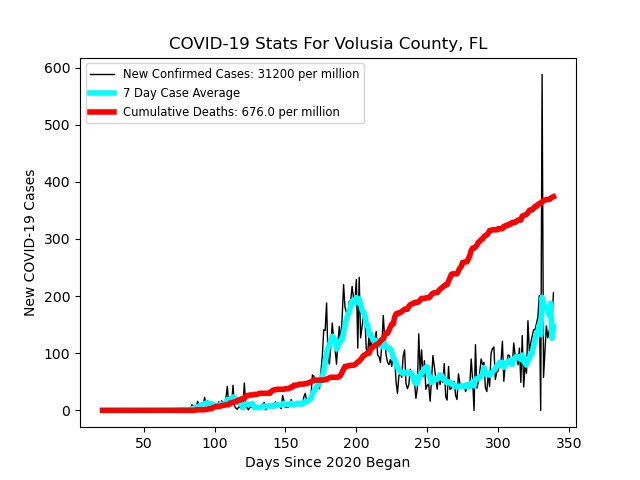 COVID-19 Stats For Volusia County, FL
New Confirmed Cases: 31200 per million
7 Day Case Average
Cumulative Deaths: 676.0 per million
New COVID-19 Cases
600
500
400
300
200
100
0
50 100 150 200 250 300 350
Days Since 2020 Began